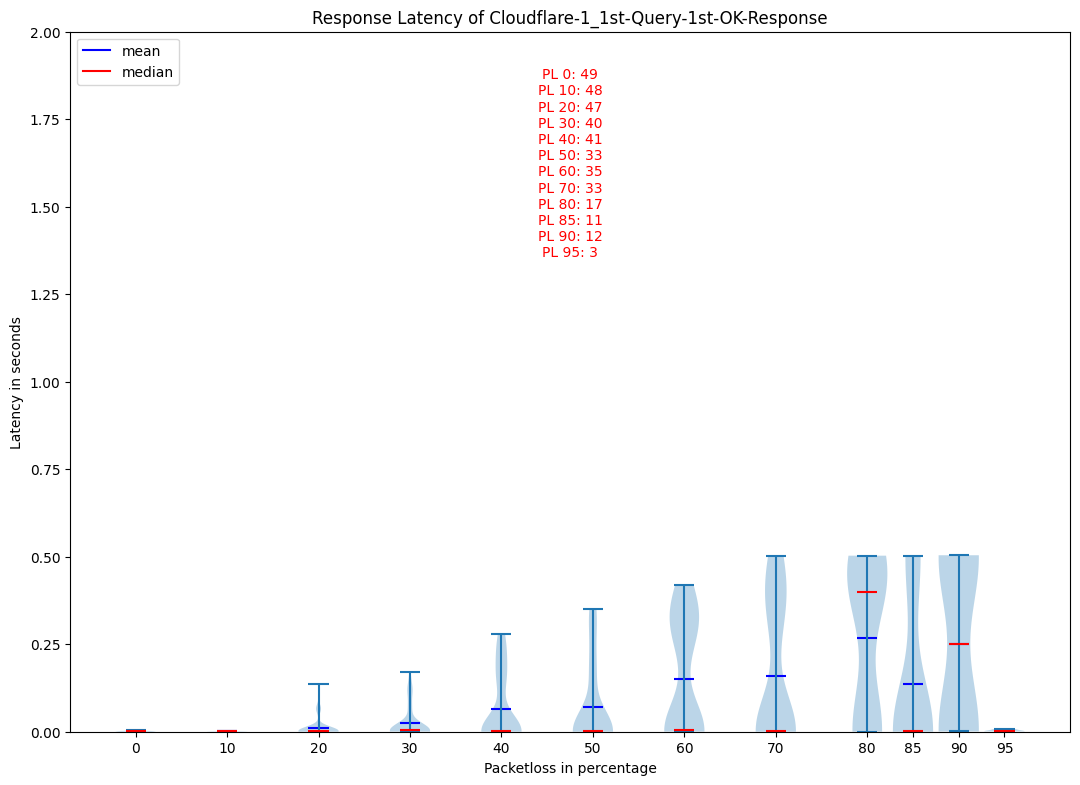 Response Latency of Cloudflare-1_1st-Query-1st-OK-Response
2.00
1.75
1.50
1.25
1.00
0.75
0.50
0.25
0.00
Latency in seconds
mean
median
PL 0: 49
PL 10: 48
PL 20: 47
PL 30: 40
PL 40: 41
PL 50: 33
PL 60: 35
PL 70: 33
PL 80: 17
PL 85: 11
PL 90: 12
PL 95: 3
0 10 20 30 40 50 60 70 80 85 90 95
Packetloss in percentage